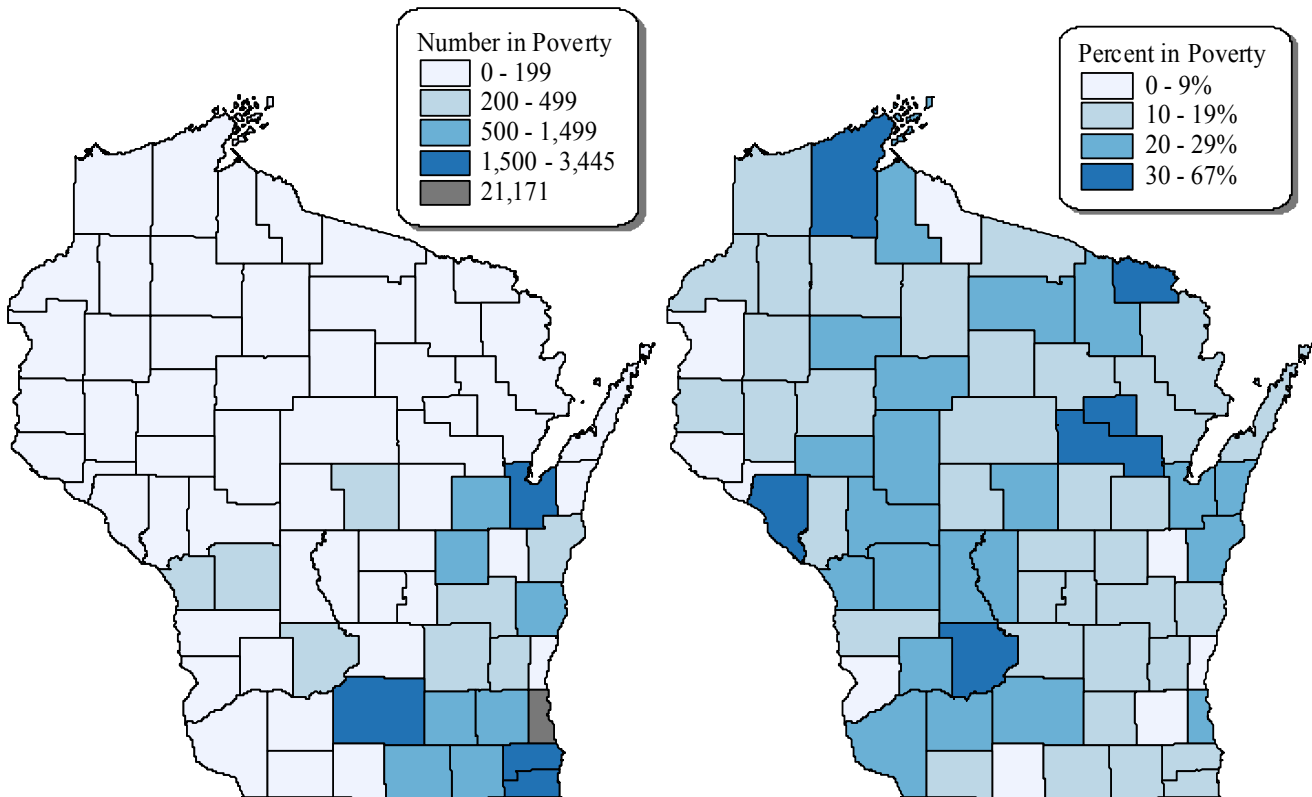 Number in Poverty
0 - 199
200 - 499
500 - 1,499
1,500 - 3,445
21,171
Percent in Poverty
0 - 9%
10 - 19%
20 - 29%
30 - 67%